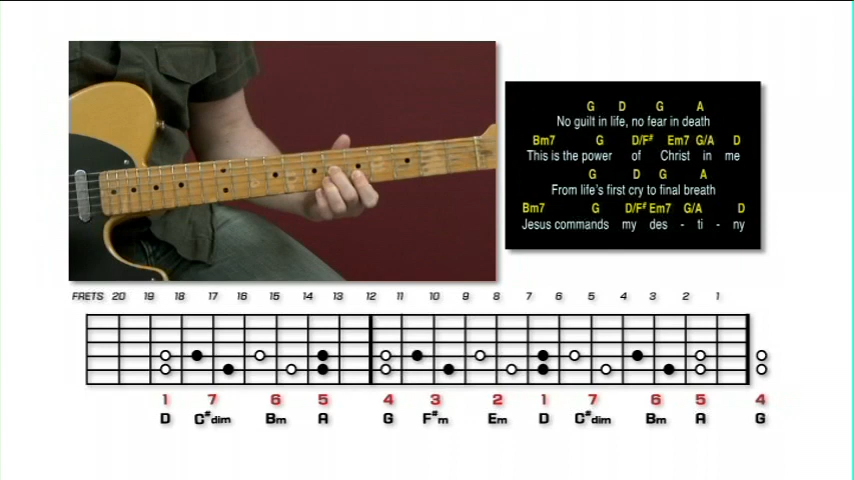 G D G A
No guilt in life, no fear in death
Bm7 G D/F# Em7 G/A D
This is the power of Christ in me
G D G A
From life's first cry to final breath
Bm7 G D/F# Em7 G/A D
Jesus commands my des - ti - ny
FRETS 20 19 18 17 16 15 14 13 12 11 10 9 8 7 6 5 4 3 2 1
1 7 6 5 4 3 2 1 7 6 5 4
D C#dim Bm A G F#m Em D C#dim Bm A G